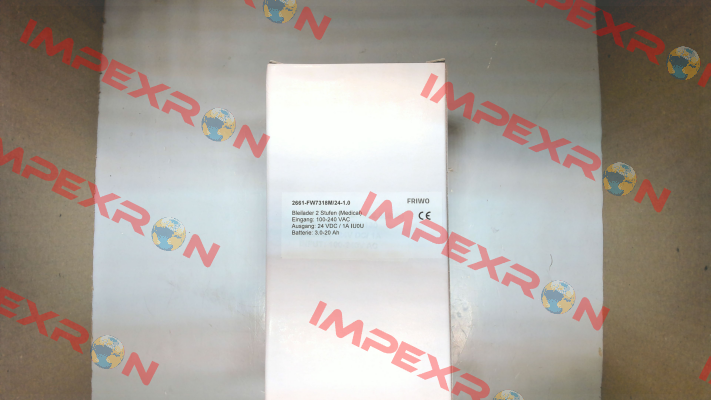 IMPEXRON
IMPEXRON
IMPEXRON
IMPEXRON
IMPEXRON
IMPEXRON
2661-FW7318M/24-1.0
FRIWO
Bleilader 2 Stufen (Medical)
CE
Eingang: 100-240 VAC
Ausgang: 24 VDC / 1A IU0U
Batterie: 3.0-20 Ah